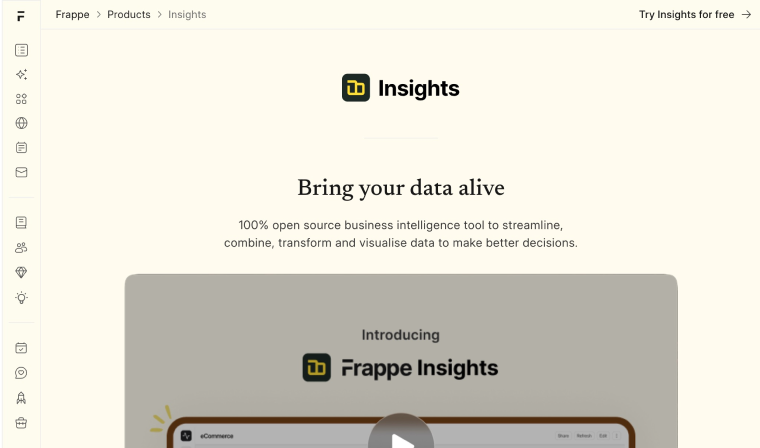 Frappe > Products > Insights
Try Insights for free →
Insights
Bring your data alive
100% open source business intelligence tool to streamline,
combine, transform and visualise data to make better decisions.
Introducing
Frappe Insights
eCommerce
Share Refresh Edit